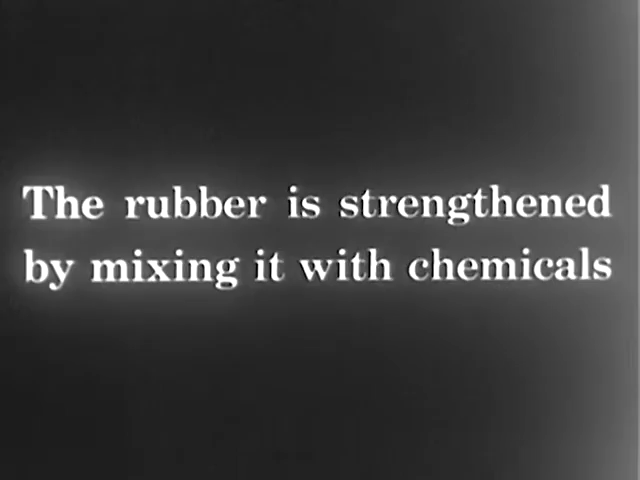 The rubber is strengthened
by mixing it with chemicals